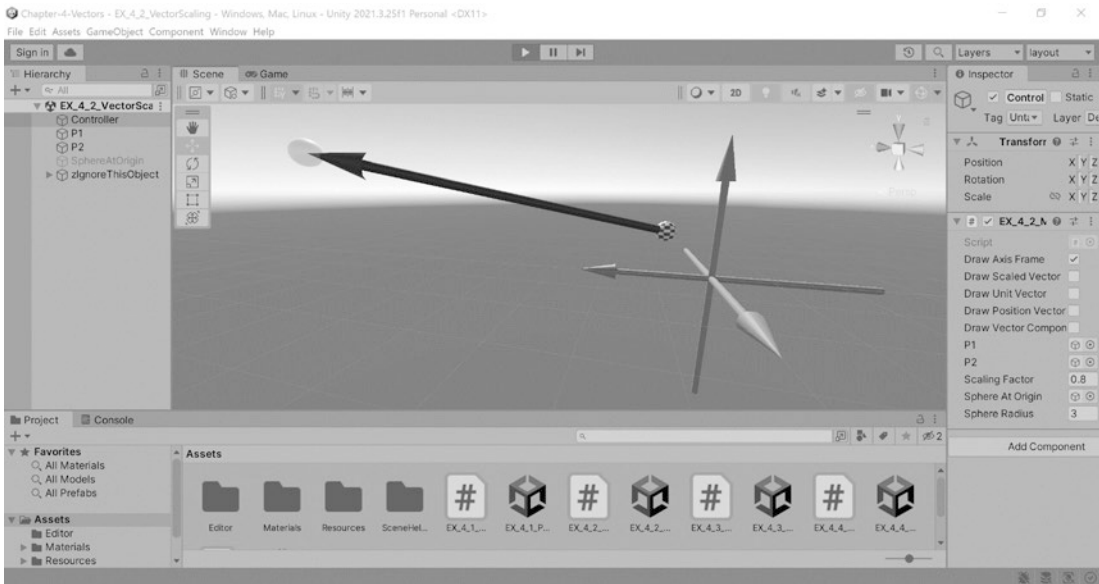 Chapter-4-Vectors - EX_4_2_VectorScaling - Windows, Mac, Linux - Unity 2021.3.25f1 Personal <DX11>
File Edit Assets GameObject Component Window Help
Sign in
Layers layout
Hierarchy
All
EX_4_2_VectorSca
Controller
P1
P2
SphereAtOrigin
zIgnoreThisObject
Scene Game
2D
Persp
Inspector
Control Static
Tag Unt Layer De
Transform
Position X Y Z
Rotation X Y Z
Scale X Y Z
# EX_4_2_M
Script
Draw Axis Frame
Draw Scaled Vector
Draw Unit Vector
Draw Position Vector
Draw Vector Compon
P1
P2
Scaling Factor 0.8
Sphere At Origin
Sphere Radius 3
Add Component
Project Console
2
Favorites
All Materials
All Models
All Prefabs
Assets
Editor
Materials
Resources
Assets
Editor Materials Resources SceneHel... EX_4_1_... EX_4_1_P... EX_4_2_... EX_4_2_... EX_4_3_... EX_4_3_... EX_4_4_... EX_4_4_...